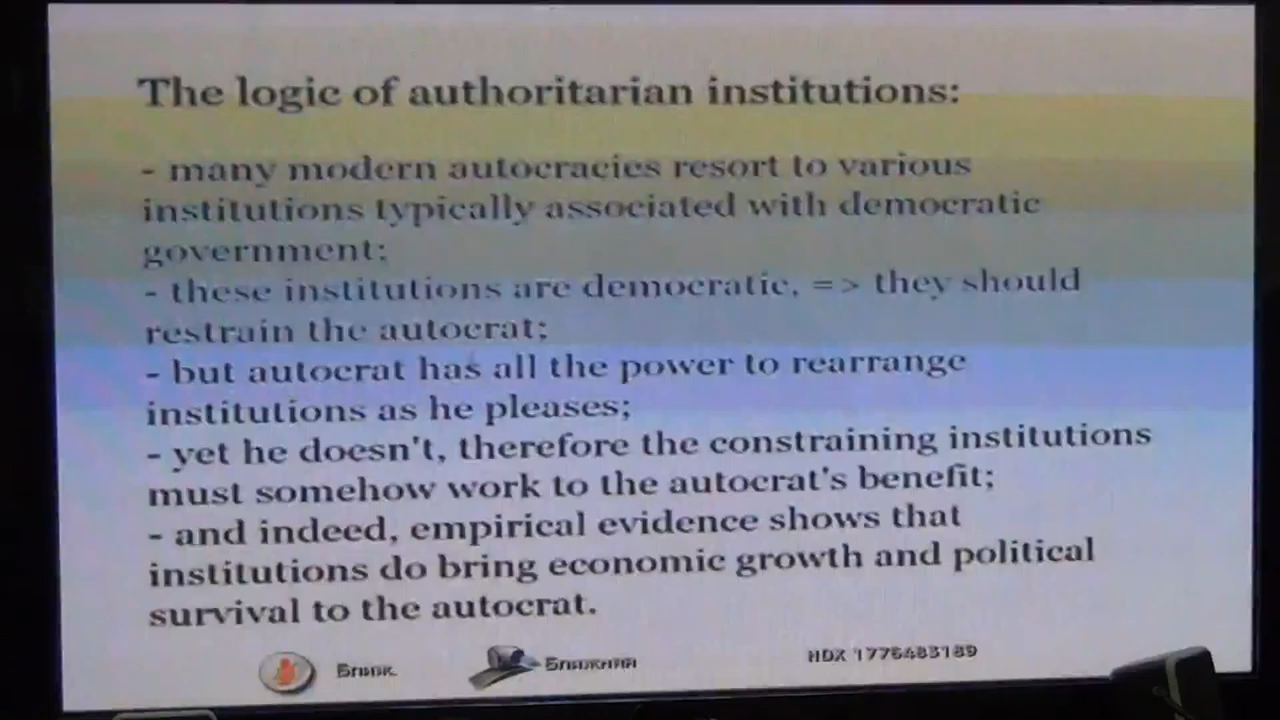 The logic of authoritarian institutions:
- many modern autocracies resort to various
institutions typically associated with democratic
government;
- these institutions are democratic, => they should
restrain the autocrat;
- but autocrat has all the power to rearrange
institutions as he pleases;
- yet he doesn't, therefore the constraining institutions
must somehow work to the autocrat's benefit;
- and indeed, empirical evidence shows that
institutions do bring economic growth and political
survival to the autocrat.
Ближний
HDX 1776483189